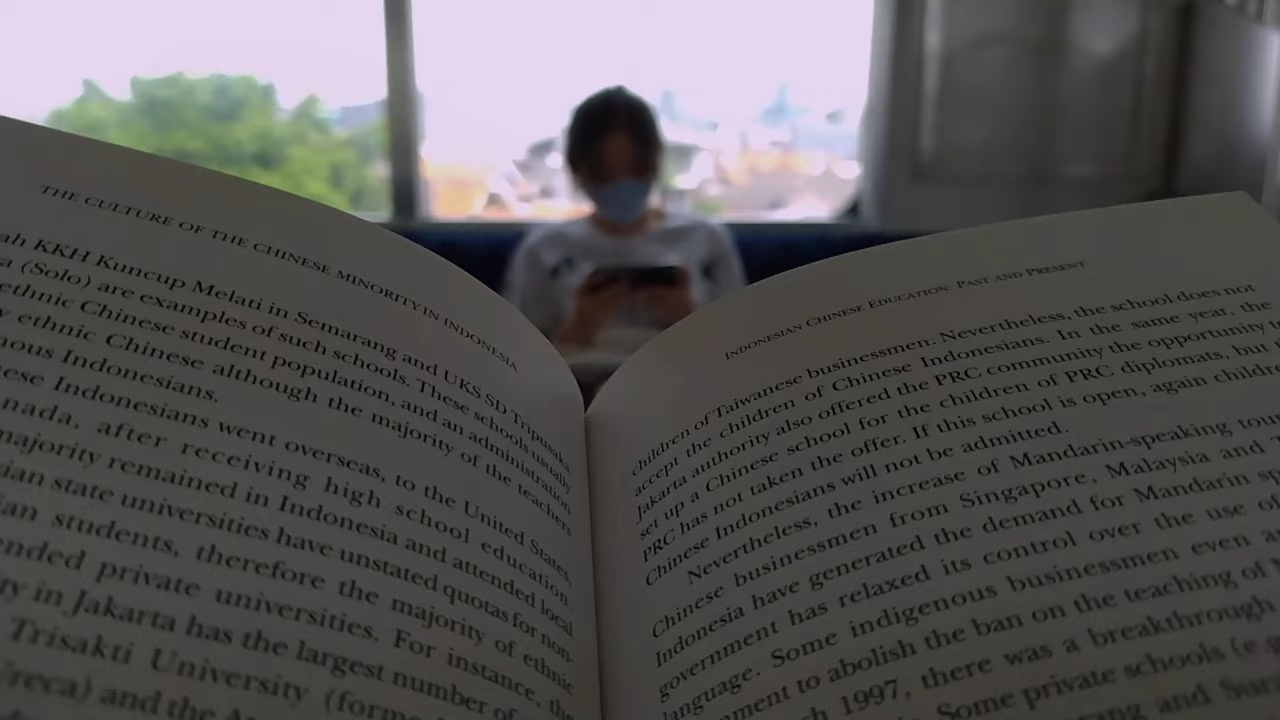 THE CULTURE OF THE CHINESE MINORITY IN INDONESIA
ah KKH Kuncup Melati in Semarang and UKS SD Tripusaka
a (Solo) are examples of such schools. These schools usually
ethnic Chinese student population, and an administration
y ethnic Chinese although the majority of the teachers
nous Indonesians.
nese Indonesians went overseas, to the United States,
nada, after receiving high school education,
majority remained in Indonesia and attended local
sian state universities have unstated quotas for non-
ian students, therefore the majority of ethnic
ended private universities. For instance, the
ty in Jakarta has the largest number of
Trisakti University (form
/reca) and the
INDONESIAN CHINESE EDUCATION: PAST AND PRESENT
children of Taiwanese businessmen. Nevertheless, the school does not
accept the children of Chinese Indonesians. In the same year, the
Jakarta authority also offered the PRC community the opportunity to
set up a Chinese school for the children of PRC diplomats, but
PRC has not taken the offer. If this school is open, again childre
Chinese Indonesians will not be admitted.
Nevertheless, the increase of Mandarin-speaking tou
Chinese businessmen from Singapore, Malaysia and
Indonesia have generated the demand for Mandarin sp
government has relaxed its control over the use of
language. Some indigenous businessmen even a
nment to abolish the ban on the teaching of
ch 1997, there was a breakthrough
Some private schools (e.g
rang and Sur